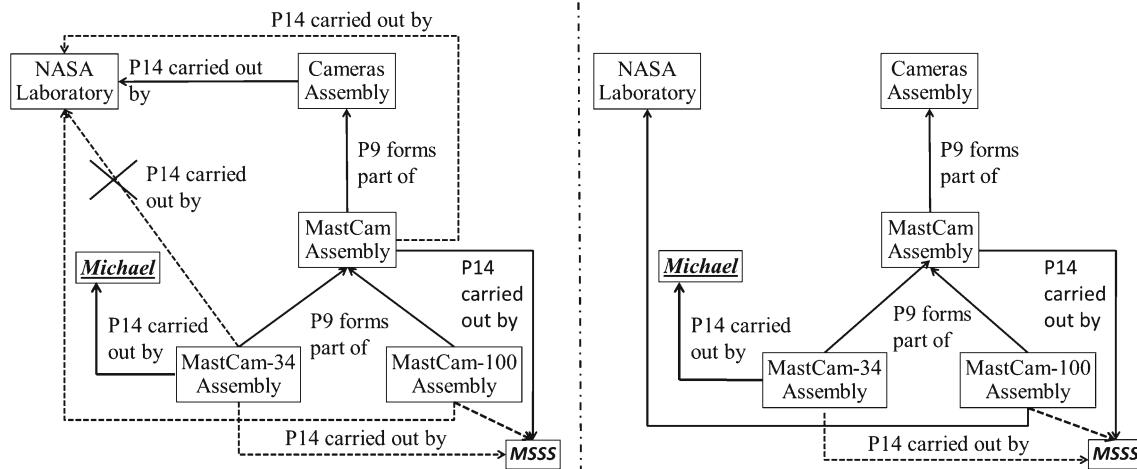 P14 carried out by
NASA
Laboratory
P14 carried out
by
Cameras
Assembly
P9 forms
part of
P14 carried
out by
MastCam
Assembly
Michael
P14
carried
out by
P14 carried
out by
P9 forms
part of
MastCam-34
Assembly
MastCam-100
Assembly
P14 carried out by
MSSS
NASA
Laboratory
Cameras
Assembly
P9 forms
part of
MastCam
Assembly
Michael
P14
carried
out by
P14 carried
out by
P9 forms
part of
MastCam-34
Assembly
MastCam-100
Assembly
P14 carried out by
MSSS